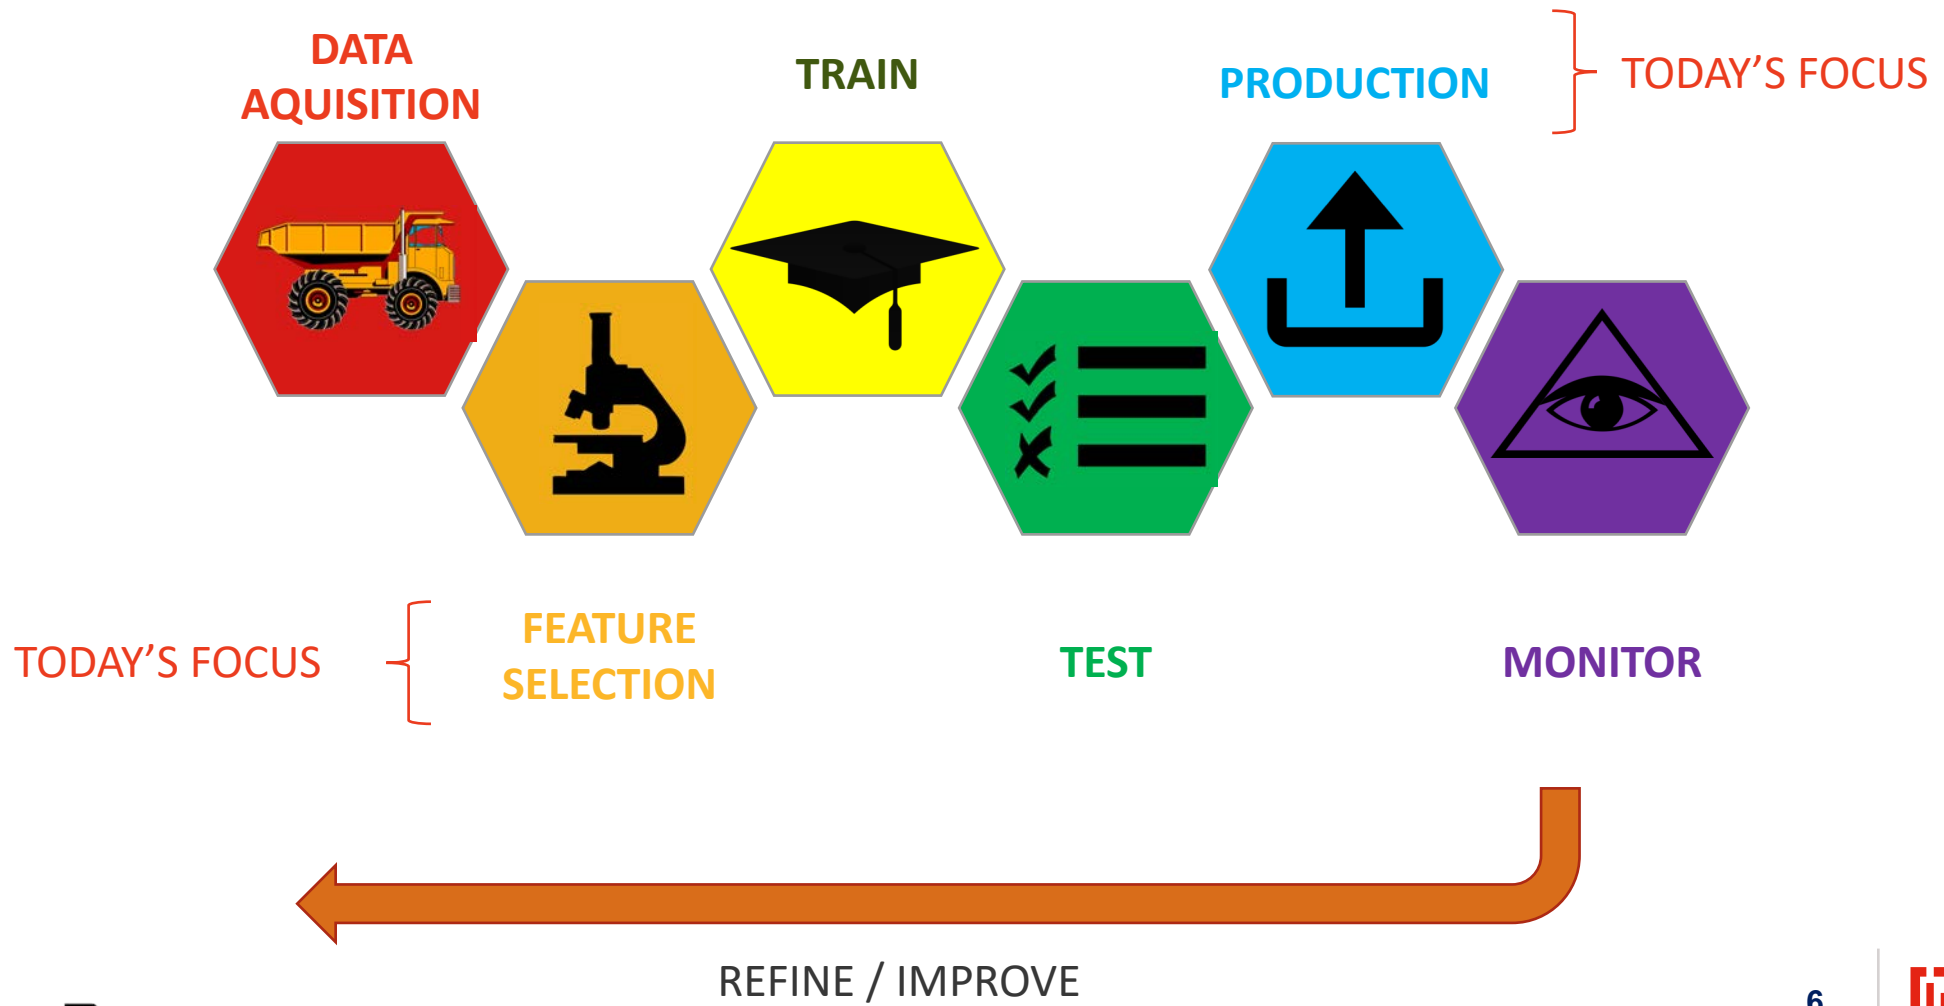 DATA
AQUISITION
TRAIN
PRODUCTION
TODAY'S FOCUS
TODAY'S FOCUS
FEATURE
SELECTION
TEST
MONITOR
REFINE / IMPROVE
6